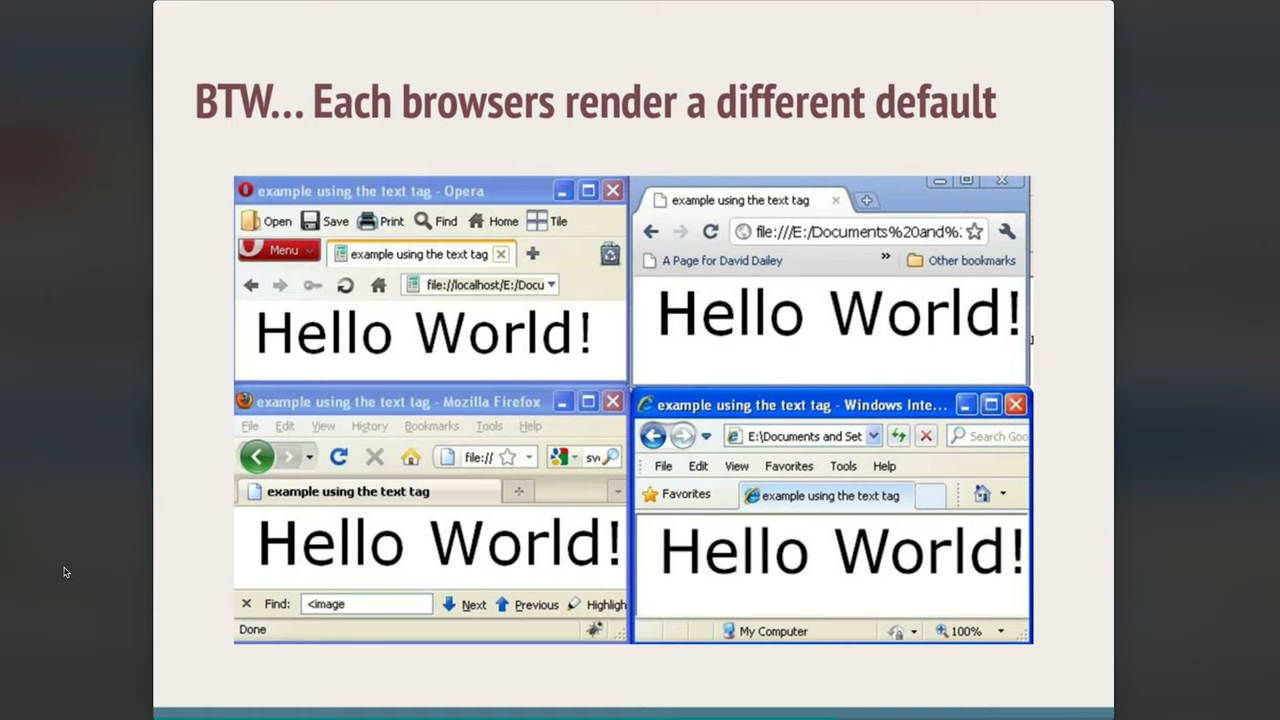 BTW... Each browsers render a different default
example using the text tag - Opera
Open Save Print Find Home Tile
Menu example using the text tag
file://localhost/E:/Docu
Hello World!
example using the text tag
file:///E:/Documents%20and%
A Page for David Dailey » Other bookmarks
Hello World!
example using the text tag - Mozilla Firefox
File Edit View History Bookmarks Tools Help
file://
example using the text tag
Hello World!
Find: <image Next Previous Highligh
Done
example using the text tag - Windows Inte...
E:\Documents and Set Search Goo
File Edit View Favorites Tools Help
Favorites example using the text tag
Hello World!
My Computer 100%